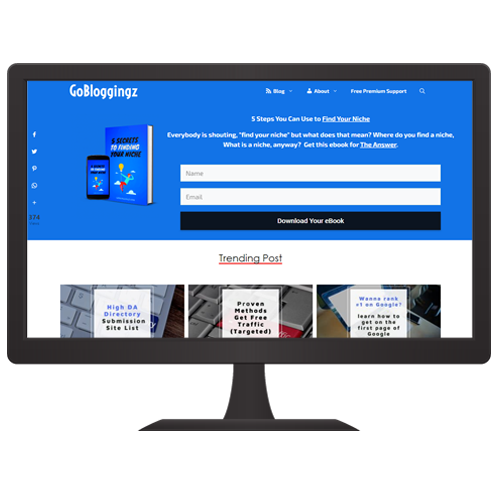 GoBloggingz
Blog
About
Free Premium Support
5 Steps You Can Use to Find Your Niche
Everybody is shouting, "find your niche" but what does that mean? Where do you find a niche,
What is a niche, anyway? Get this ebook for The Answer.
5 SECRETS
TO FINDING
YOUR NICHE
Name
Email
Download Your eBook
Trending Post
High DA
Directory
Submission
Site List
Proven
Methods
Get Free
Traffic
(Targeted)
Wanna rank
#1 on Google?
learn how to
get on the
first page of
Google